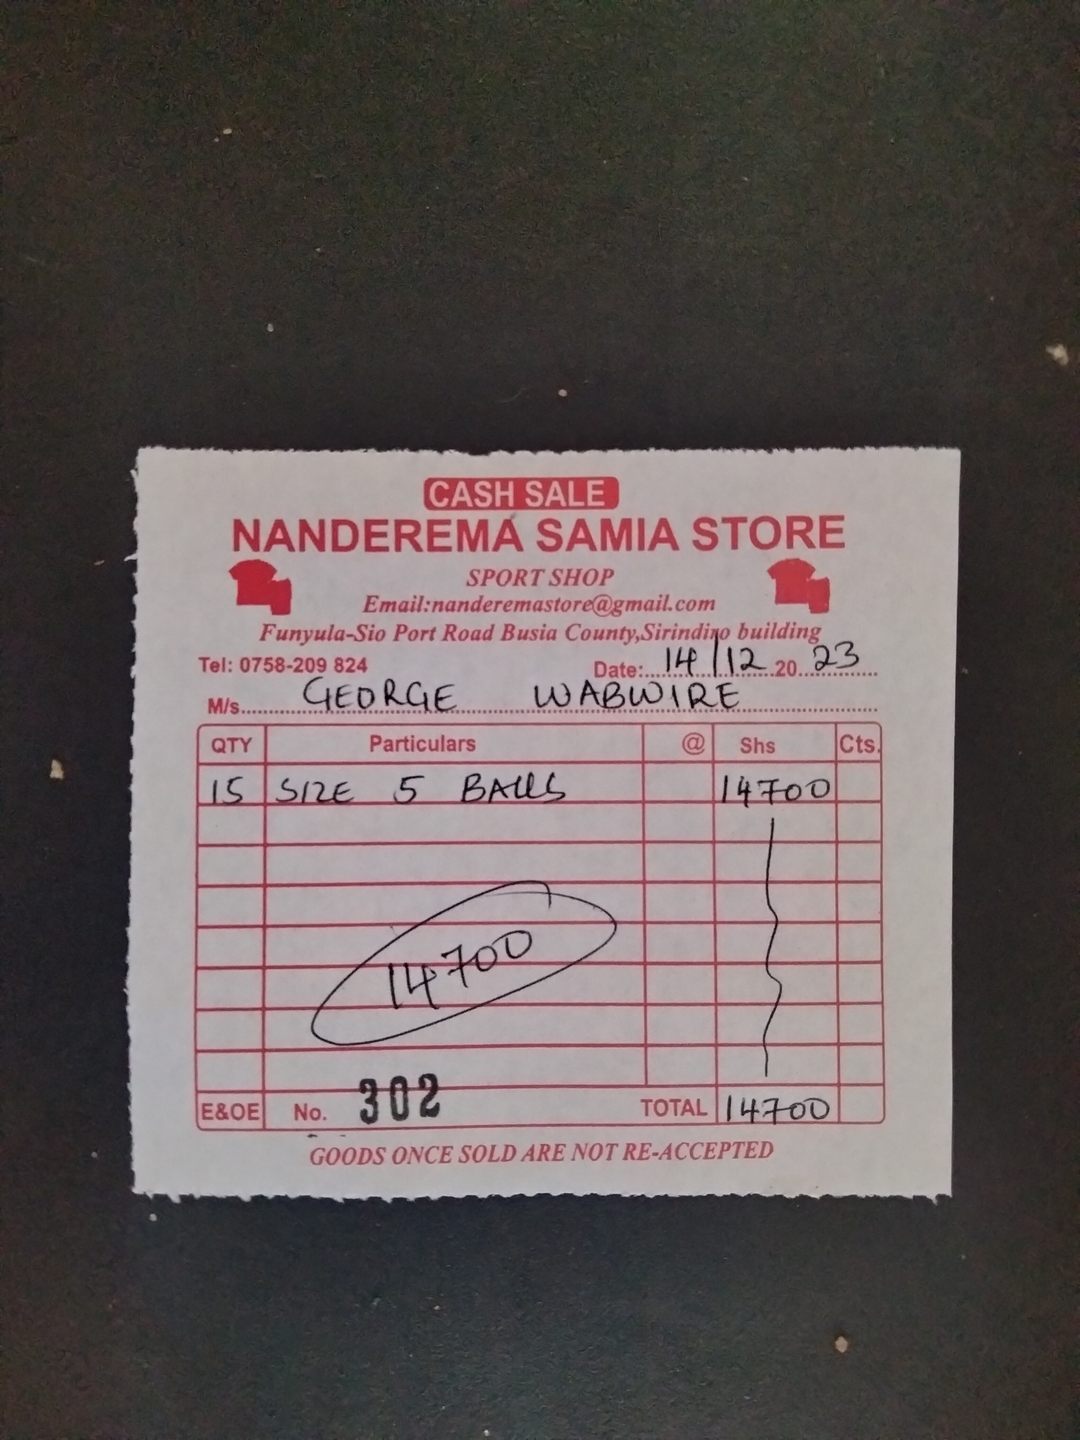 CASH SALE
NANDEREMA SAMIA STORE
SPORT SHOP
Email:nanderemastore@gmail.com
Funyula-Sio Port Road Busia County,Sirindiro building
Tel: 0758-209 824 Date: 14/12 20 23
M/s GEORGE WABWIRE
QTY Particulars @ Shs Cts.
15 SIZE 5 BALLS 14700
14700
E&OE No. 302 TOTAL 14700
GOODS ONCE SOLD ARE NOT RE-ACCEPTED